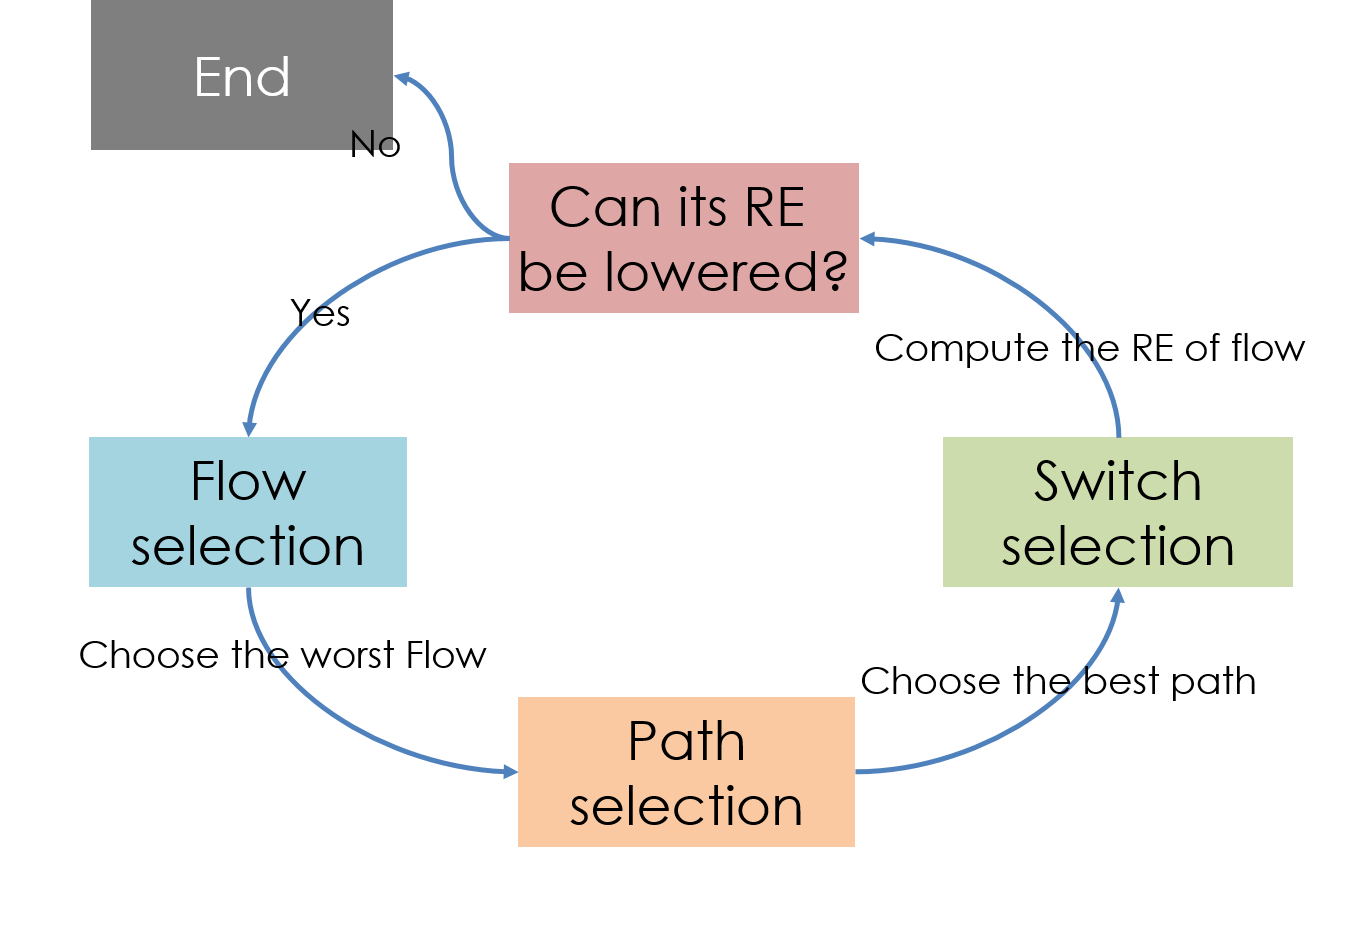 End
No
Can its RE
be lowered?
Yes
Compute the RE of flow
Flow
selection
Switch
selection
Choose the worst Flow
Choose the best path
Path
selection